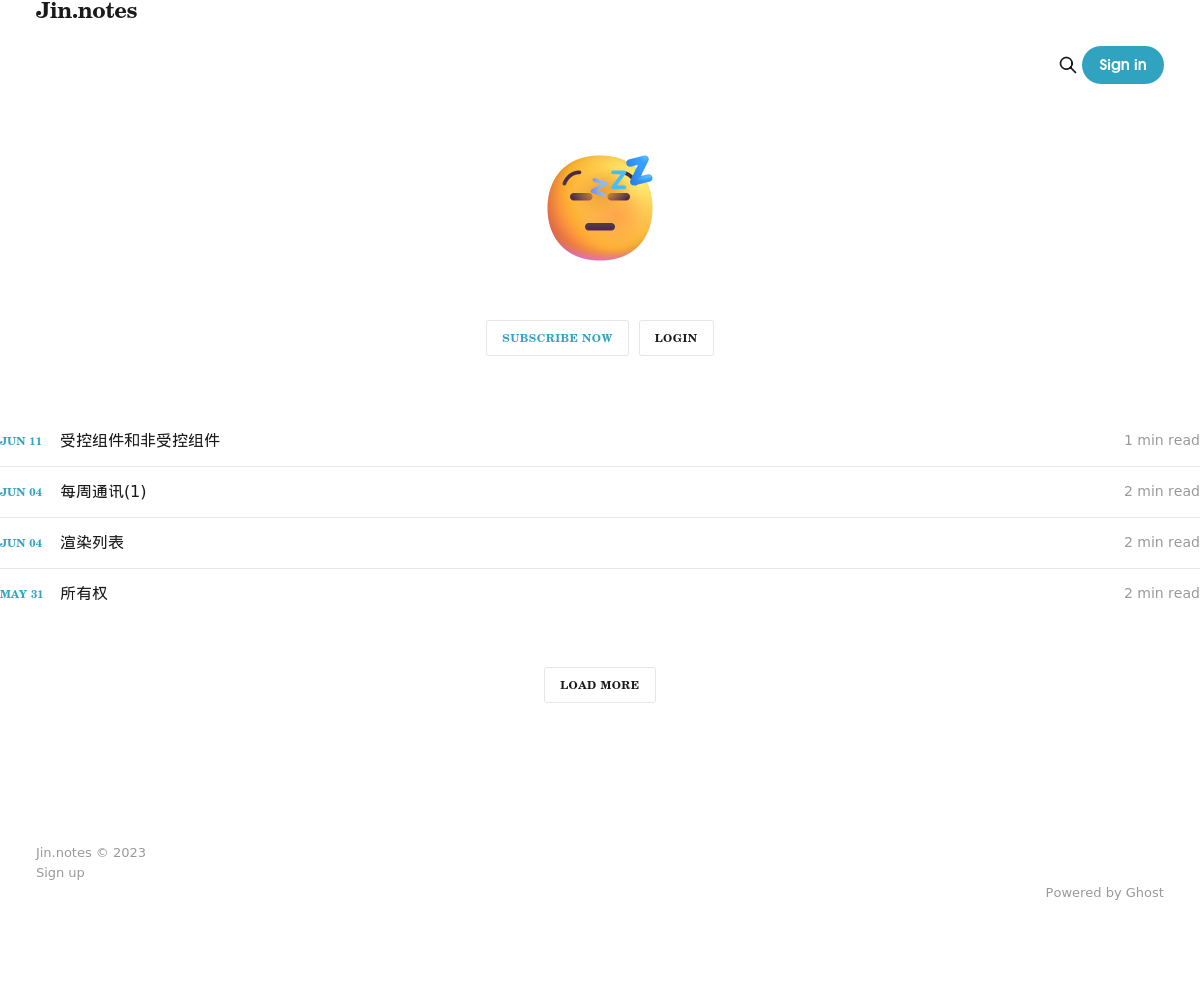 Jin.notes
Sign in
SUBSCRIBE NOW LOGIN
JUN 11 受控组件和非受控组件 1 min read
JUN 04 每周通讯(1) 2 min read
JUN 04 渲染列表 2 min read
MAY 31 所有权 2 min read
LOAD MORE
Jin.notes © 2023
Sign up
Powered by Ghost